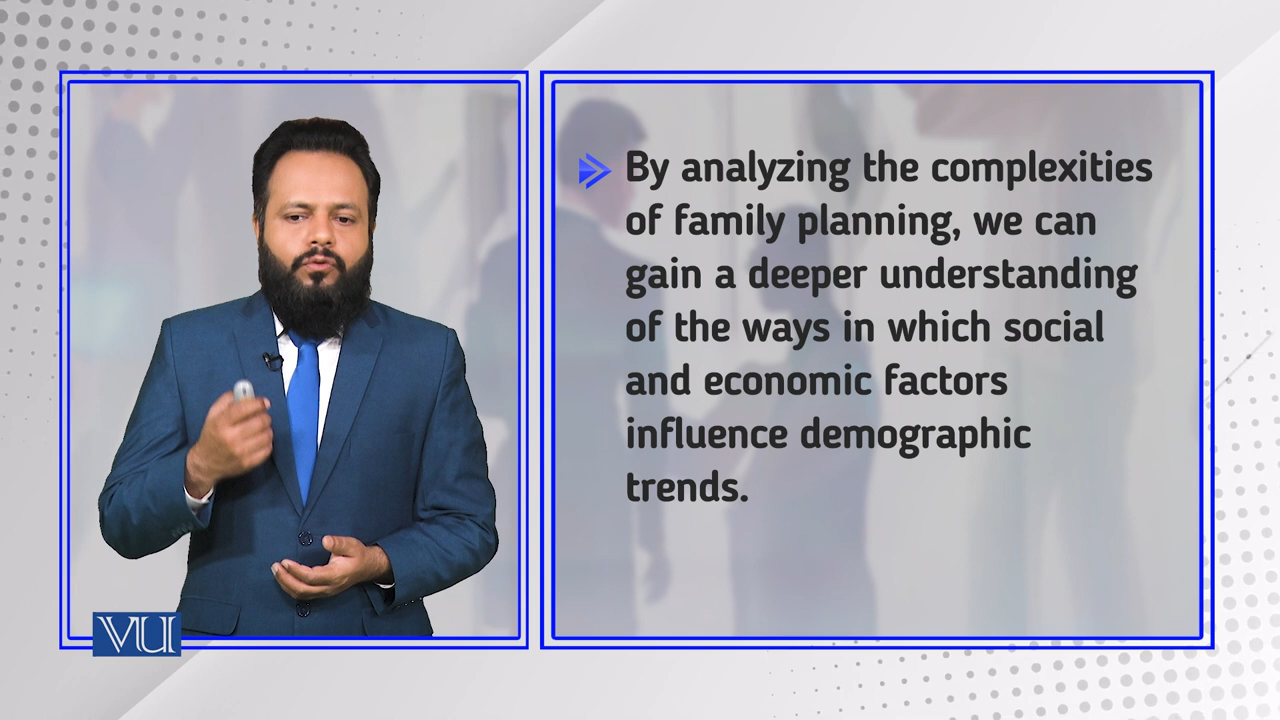 By analyzing the complexities
of family planning, we can
gain a deeper understanding
of the ways in which social
and economic factors
influence demographic
trends.
VU